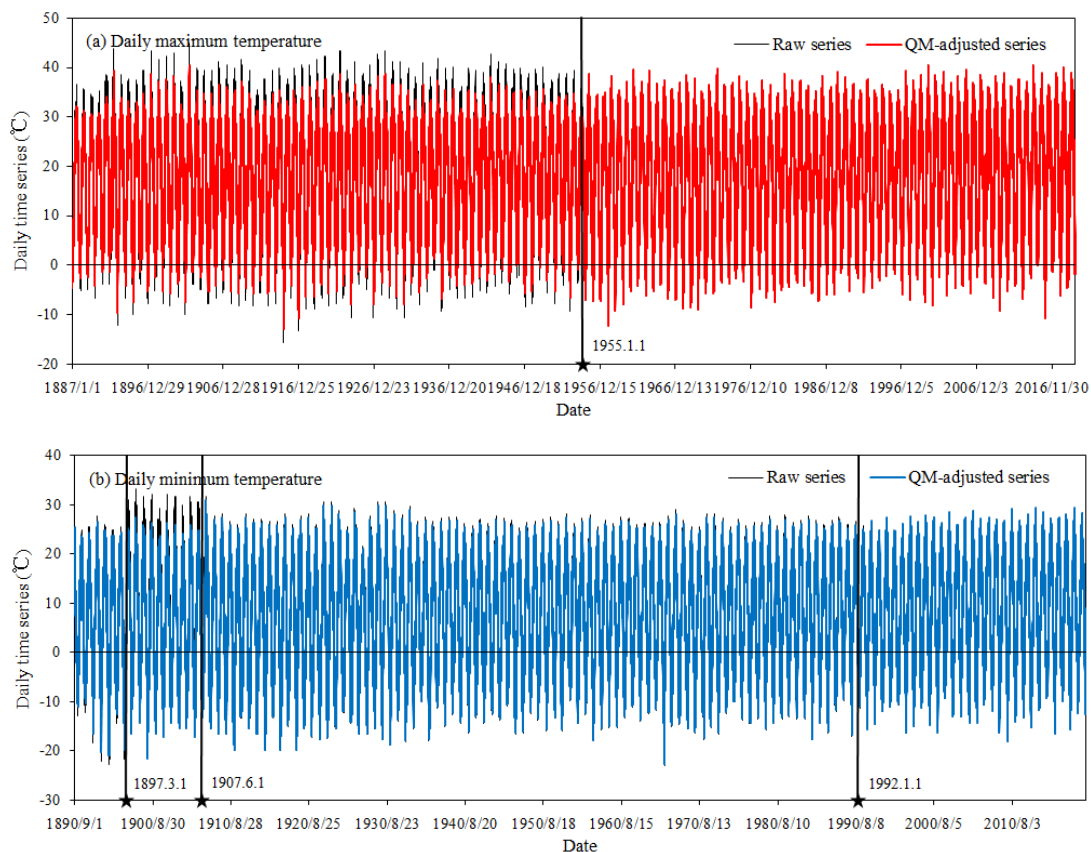 50
(a) Daily maximum temperature
Raw series
QM-adjusted series
40
30
20
10
0
-10
-20
Daily time series (℃)
1955.1.1
1887/1/1 1896/12/29 1906/12/28 1916/12/25 1926/12/23 1936/12/20 1946/12/18 1956/12/15 1966/12/13 1976/12/10 1986/12/8 1996/12/5 2006/12/3 2016/11/30
Date
40
(b) Daily minimum temperature
Raw series
QM-adjusted series
30
20
10
0
-10
-20
-30
Daily time series (℃)
1897.3.1
1907.6.1
1992.1.1
1890/9/1 1900/8/30 1910/8/28 1920/8/25 1930/8/23 1940/8/20 1950/8/18 1960/8/15 1970/8/13 1980/8/10 1990/8/8 2000/8/5 2010/8/3
Date